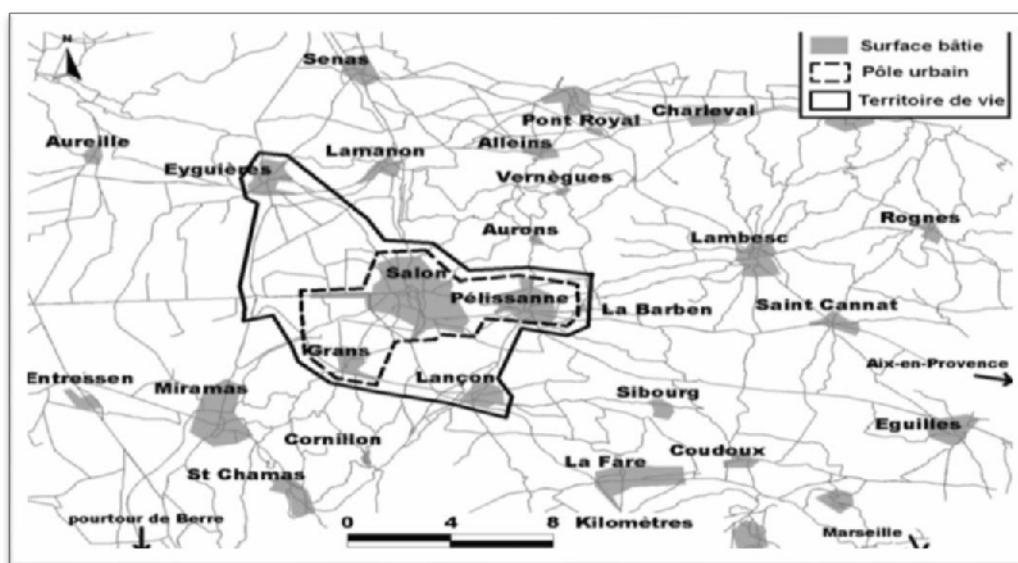 N
Surface bâtie
Pôle urbain
Territoire de vie
Senas
Pont Royal
Charleval
Aureille
Lamanon
Alleins
Eyguières
Vernègues
Rognes
Aurons
Lambesc
Salon
Pélissanne
La Barben
Saint Cannat
Grans
Aix-en-Provence
Entressen
Miramas
Lançon
Sibourg
Eguilles
Cornillon
Coudoux
La Fare
St Chamas
pourtour de Berre
0 4 8
Kilomètres
Marseille